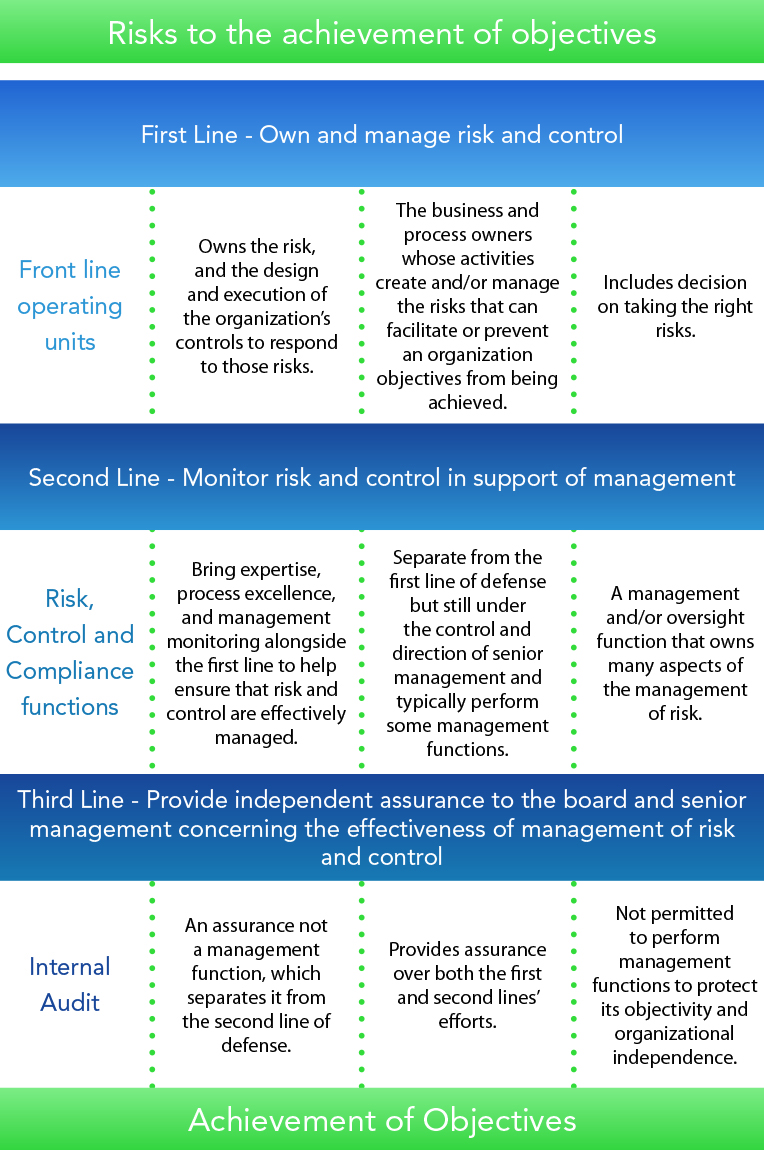 Risks to the achievement of objectives
First Line - Own and manage risk and control
Front line
operating
units
Owns the risk,
and the design
and execution of
the organization's
controls to respond
to those risks.
The business and
process owners
whose activities
create and/or manage
the risks that can
facilitate or prevent
an organization
objectives from being
achieved.
Includes decision
on taking the right
risks.
Second Line - Monitor risk and control in support of management
Risk,
Control and
Compliance
functions
Bring expertise,
process excellence,
and management
monitoring alongside
the first line to help
ensure that risk and
control are effectively
managed.
Separate from the
first line of defense
but still under
the control and
direction of senior
management and
typically perform
some management
functions.
A management
and/or oversight
function that owns
many aspects of
the management
of risk.
Third Line - Provide independent assurance to the board and senior
management concerning the effectiveness of management of risk
and control
Internal
Audit
An assurance not
a management
function, which
separates it from
the second line of
defense.
Provides assurance
over both the first
and second lines'
efforts.
Not permitted
to perform
management
functions to protect
its objectivity and
organizational
independence.
Achievement of Objectives